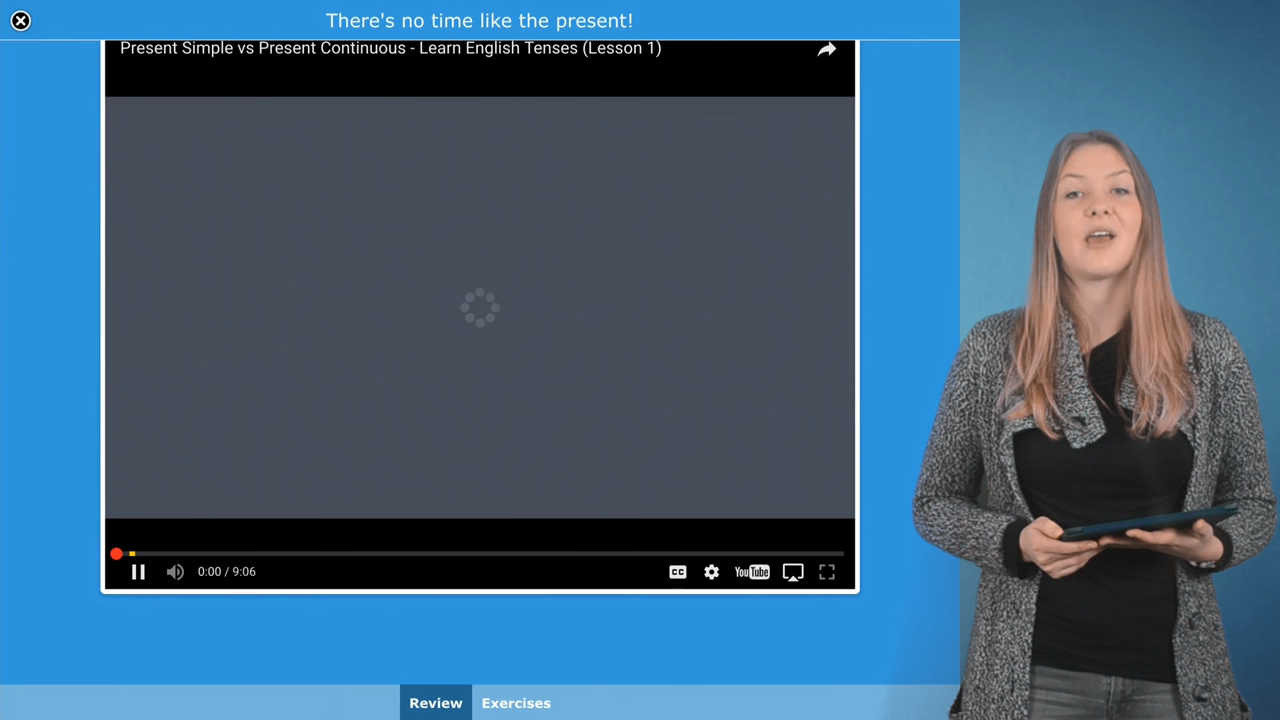 There's no time like the present!
Present Simple vs Present Continuous - Learn English Tenses (Lesson 1)
0:00 / 9:06
CC
YouTube
Review
Exercises